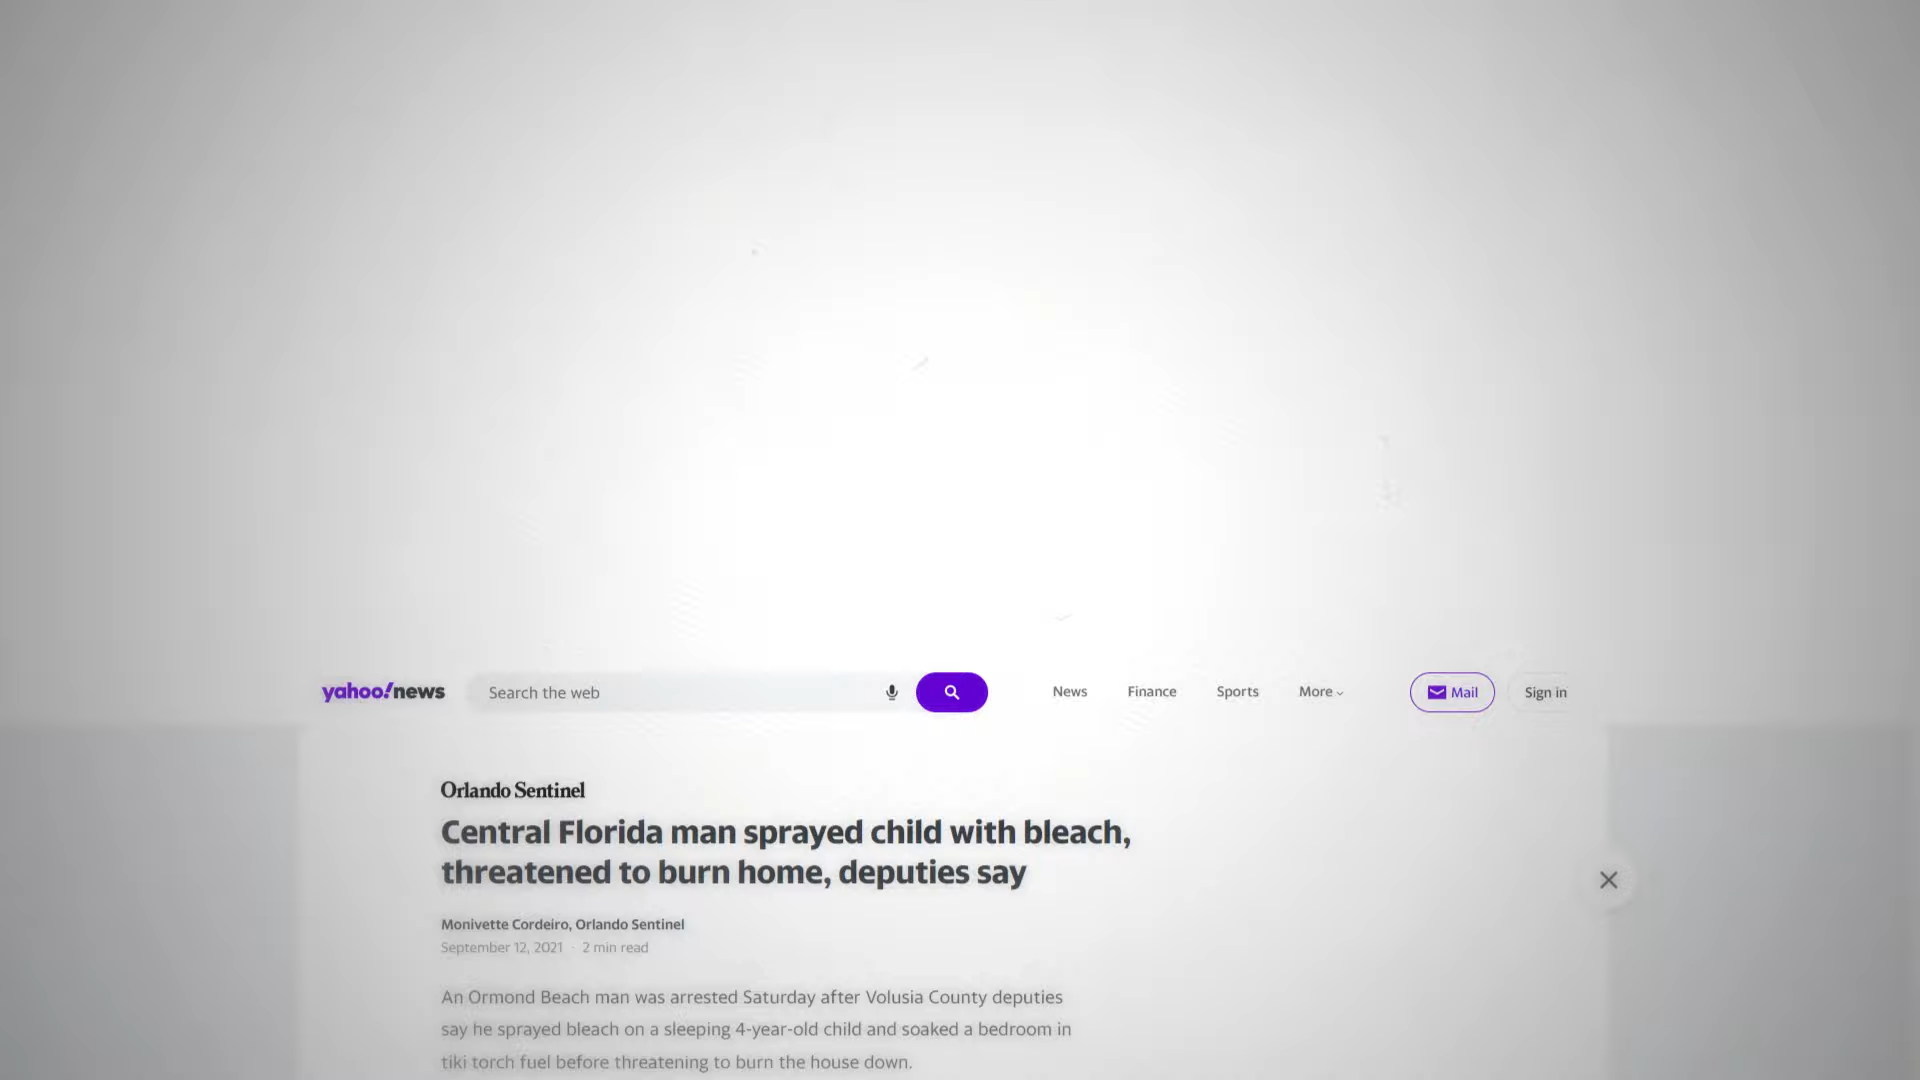 yahoo!news
Search the web
News
Finance
Sports
More
Mail
Sign in
Orlando Sentinel
Central Florida man sprayed child with bleach,
threatened to burn home, deputies say
Monivette Cordeiro, Orlando Sentinel
September 12, 2021 · 2 min read
An Ormond Beach man was arrested Saturday after Volusia County deputies
say he sprayed bleach on a sleeping 4-year-old child and soaked a bedroom in
tiki torch fuel before threatening to burn the house down.